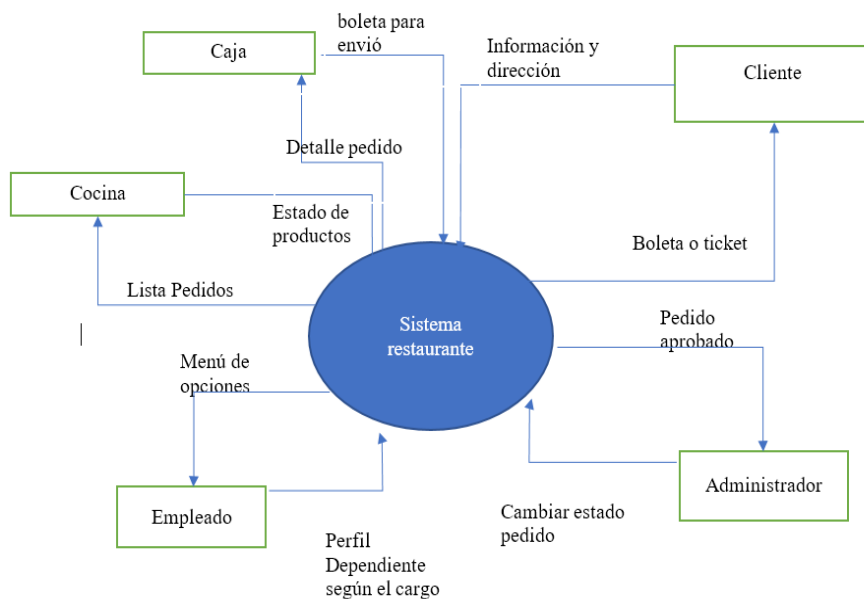 boleta para
envió
Caja
Información y
dirección
Cliente
Detalle pedido
Cocina
Estado de
productos
Boleta o ticket
Lista Pedidos
Sistema
restaurante
Pedido
aprobado
Menú de
opciones
Empleado
Administrador
Cambiar estado
pedido
Perfil
Dependiente
según el cargo